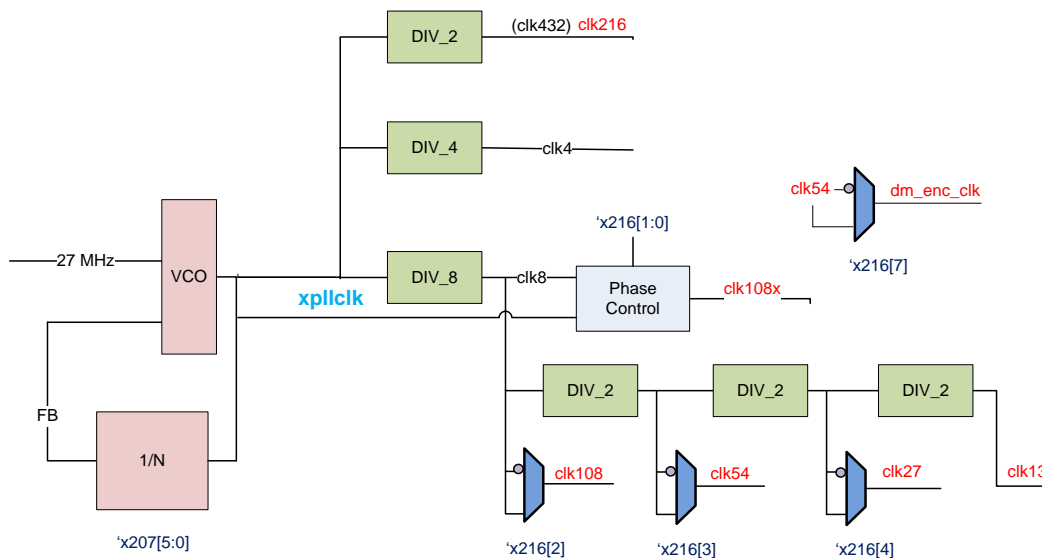 DIV_2
(clk432) clk216
DIV_4
clk4
clk54
dm_enc_clk
'x216[7]
27 MHz
VCO
'x216[1:0]
DIV_8
clk8
Phase
Control
clk108x
xpllclk
FB
1/N
'x207[5:0]
DIV_2
DIV_2
DIV_2
clk108
clk54
clk27
clk13
'x216[2]
'x216[3]
'x216[4]